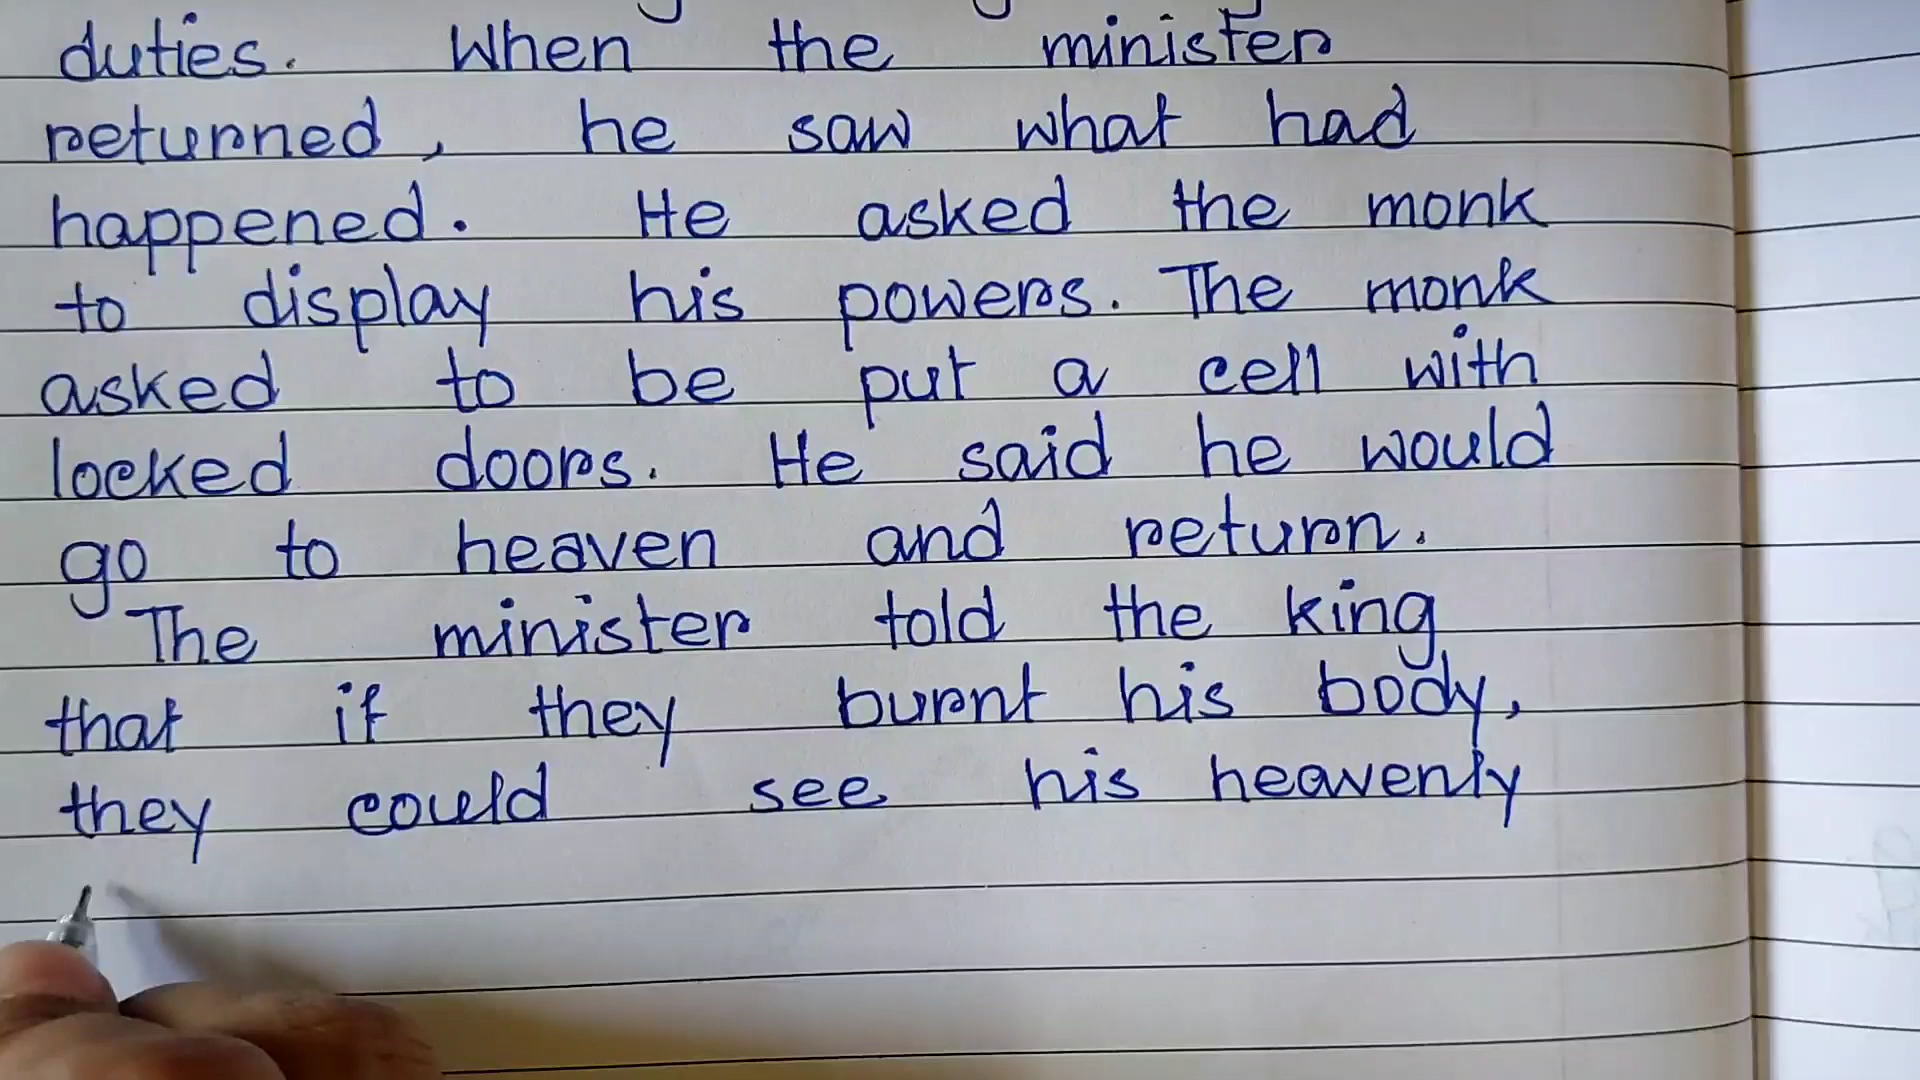 duties. When the minister
returned, he saw what had
happened. He asked the monk
to display his powers. The monk
asked to be put a cell with
locked doors. He said he would
go to heaven and return.
The minister told the king
that if they burnt his body,
they could see his heavenly